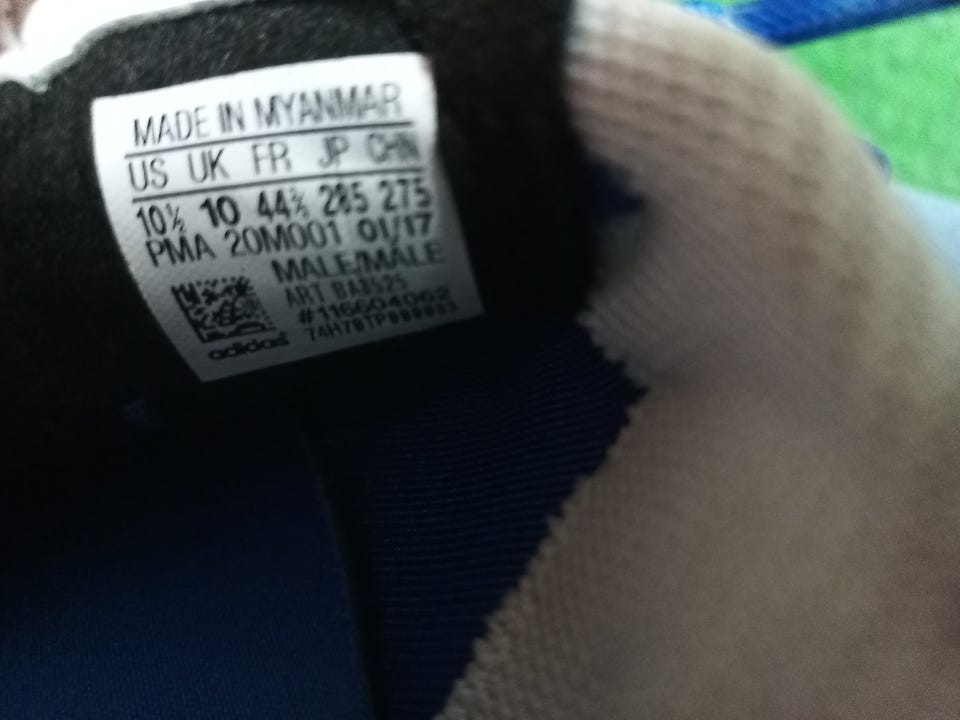 MADE IN MYANMAR
US UK FR JP CHN
10½ 10 44⅔ 285 275
PMA 20M001 01/17
MALE/MÂLE
ART BA8525
#116604062
adidas